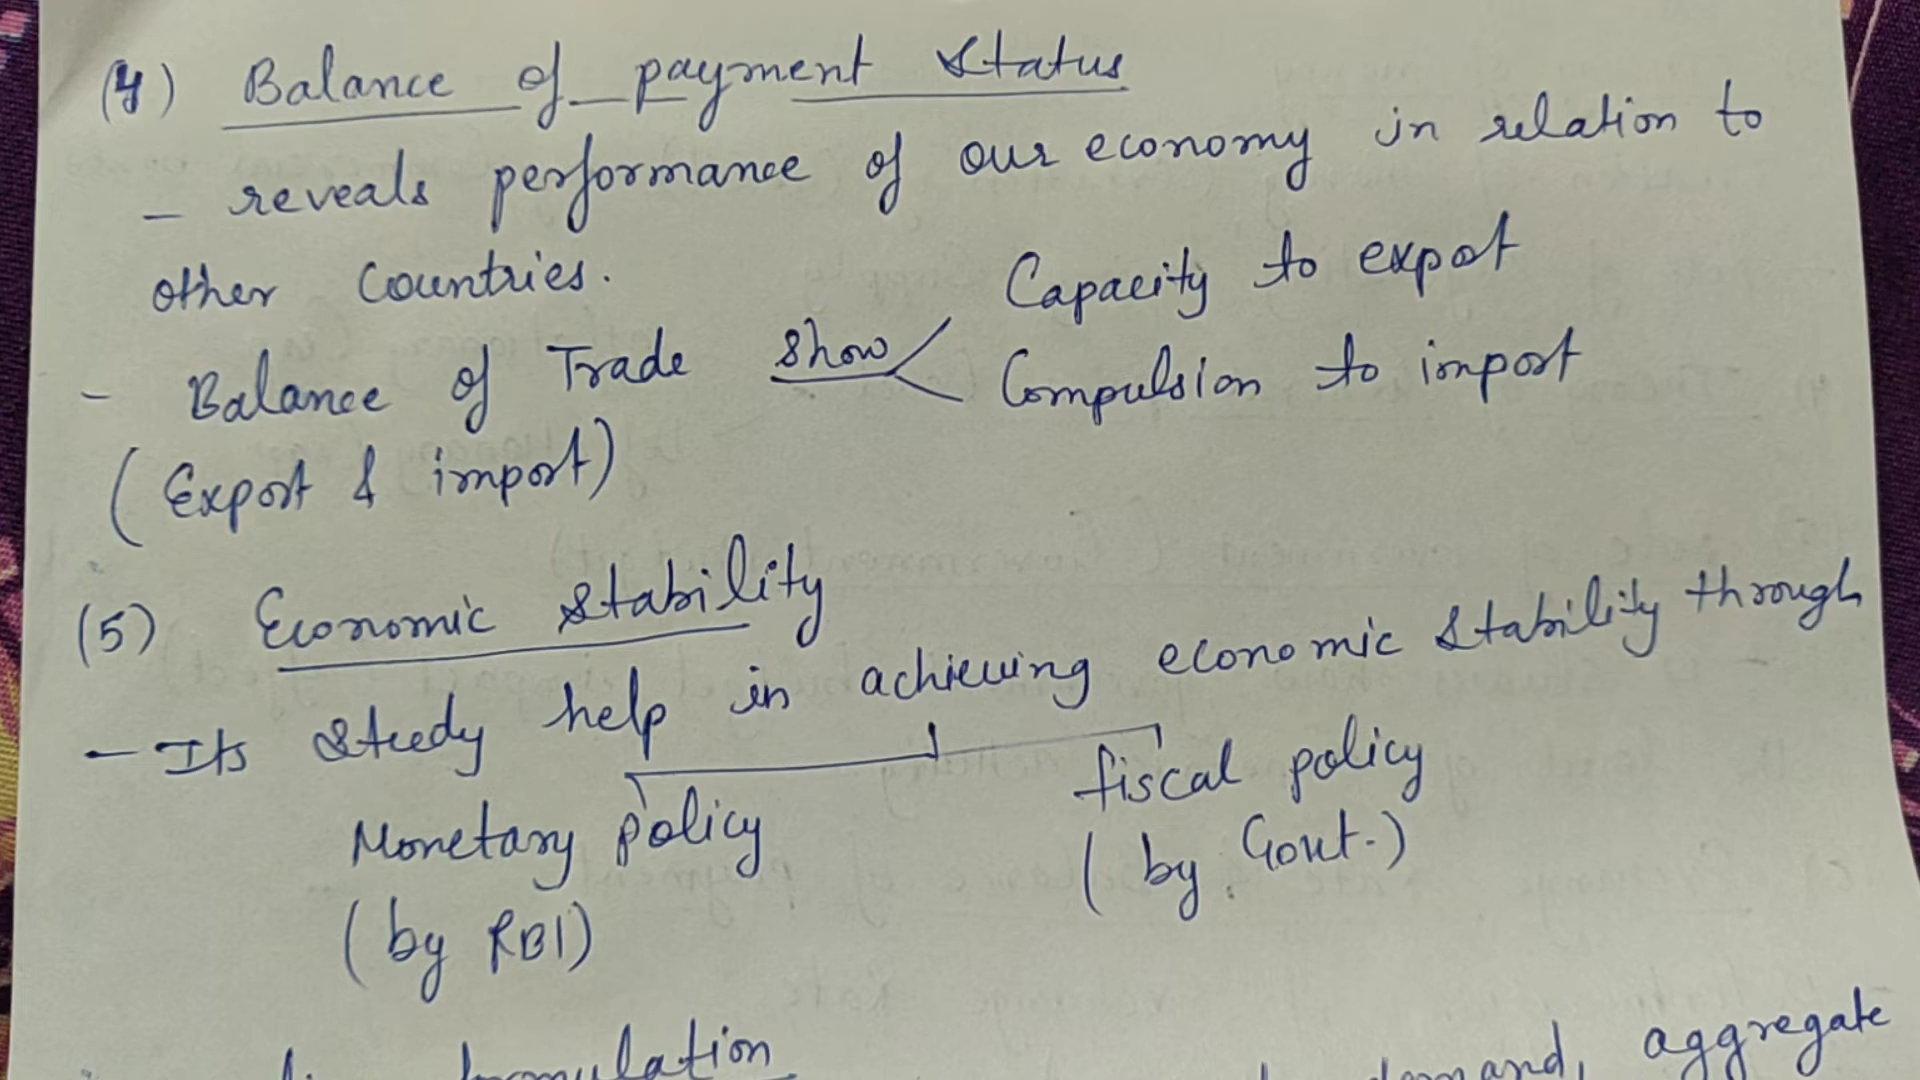 (4) Balance of payment Status
- reveals performance of our economy in relation to
other Countries.
- Balance of Trade show Capacity to export
Compulsion to import
(Export & import)
(5) Economic Stability
- Its study help in achieving economic stability through
Monetary policy fiscal policy
(by RBI) (by Govt.)
formulation demand, aggregate